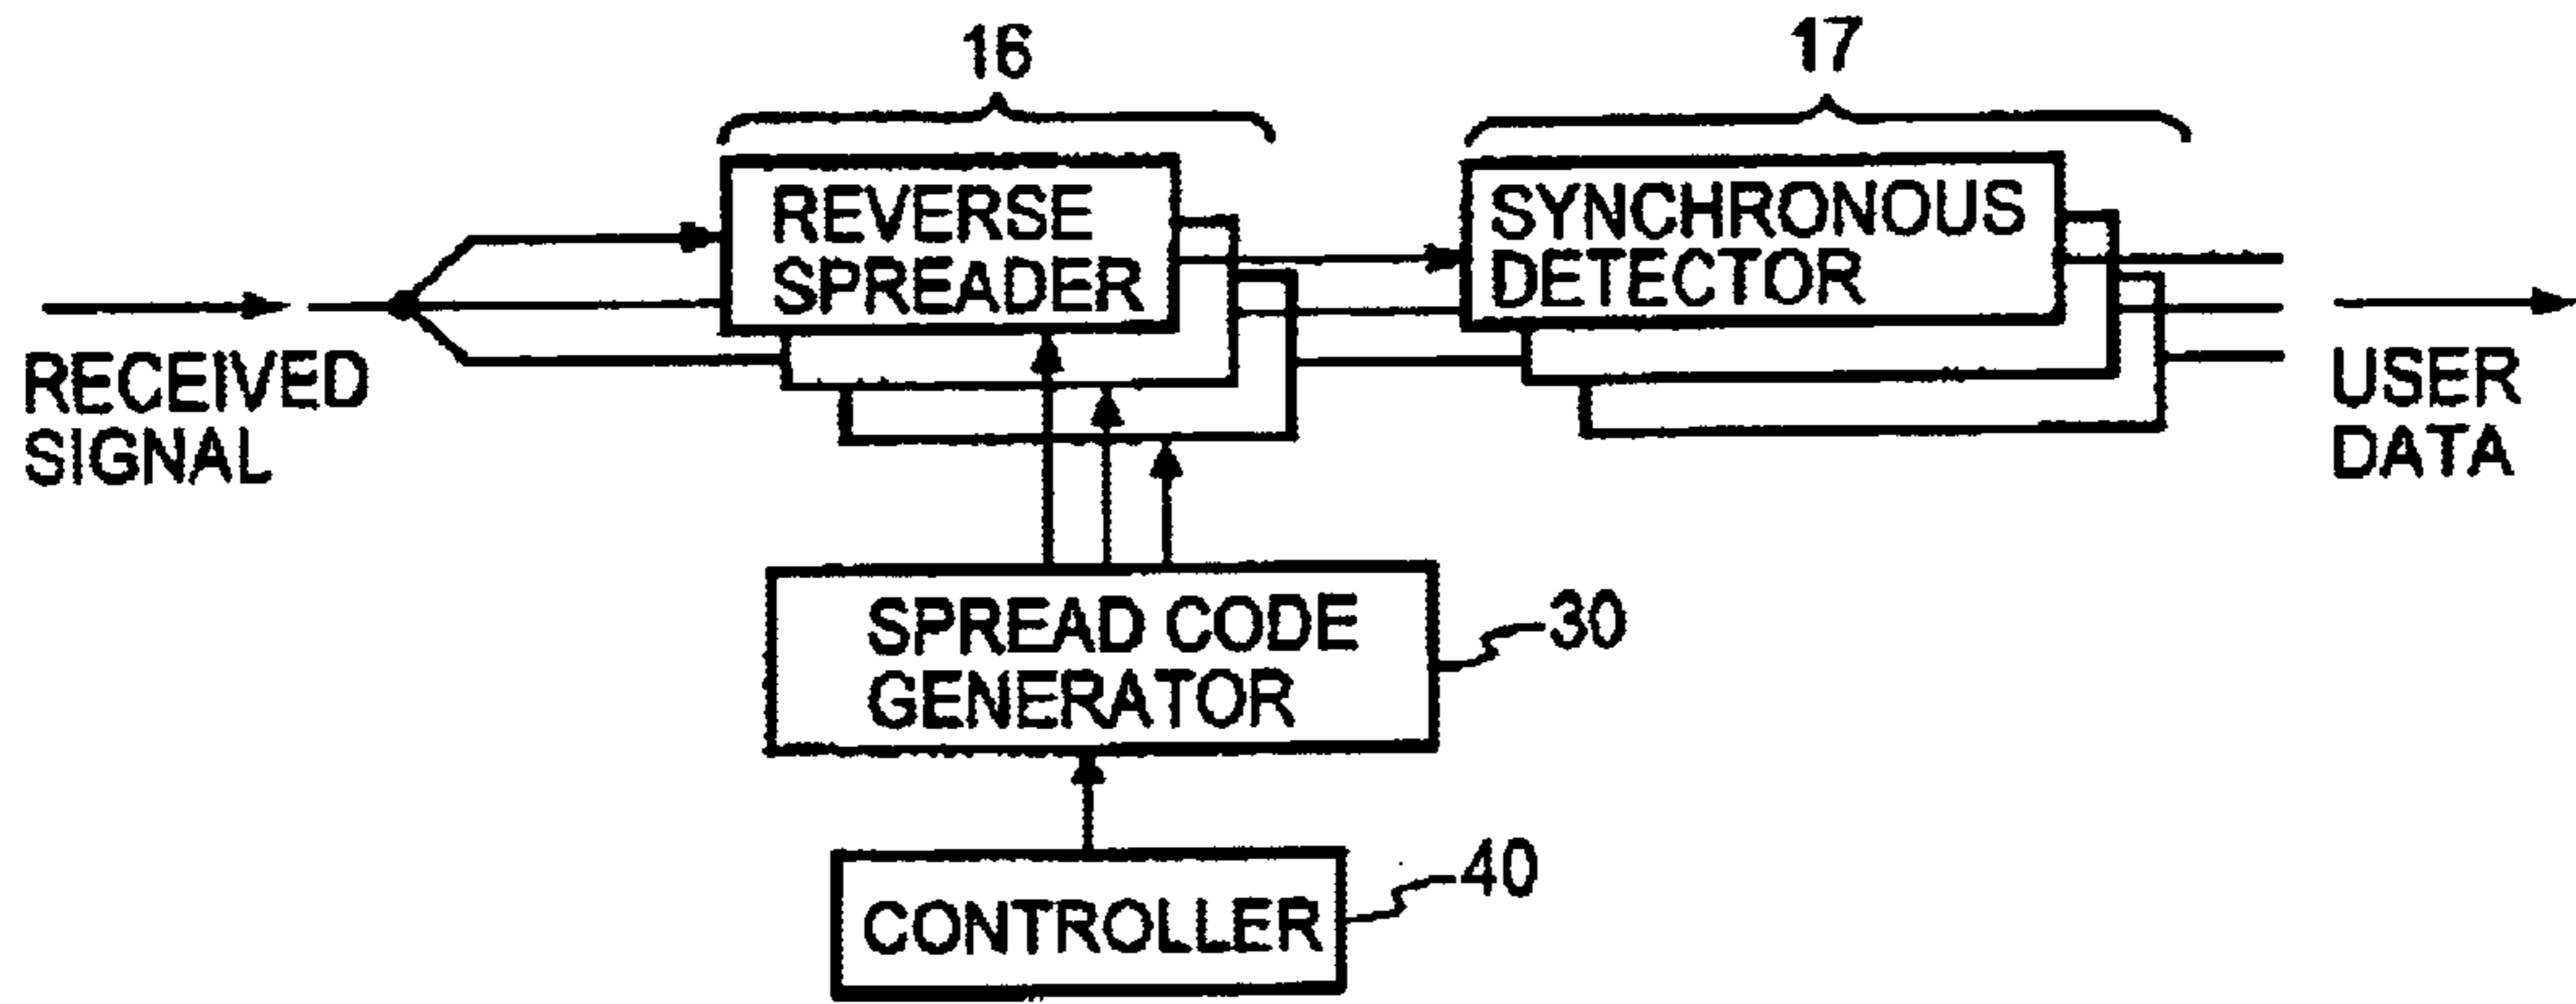 16
17
REVERSE
SPREADER
SYNCHRONOUS
DETECTOR
RECEIVED
SIGNAL
USER
DATA
SPREAD CODE
GENERATOR
30
CONTROLLER
40